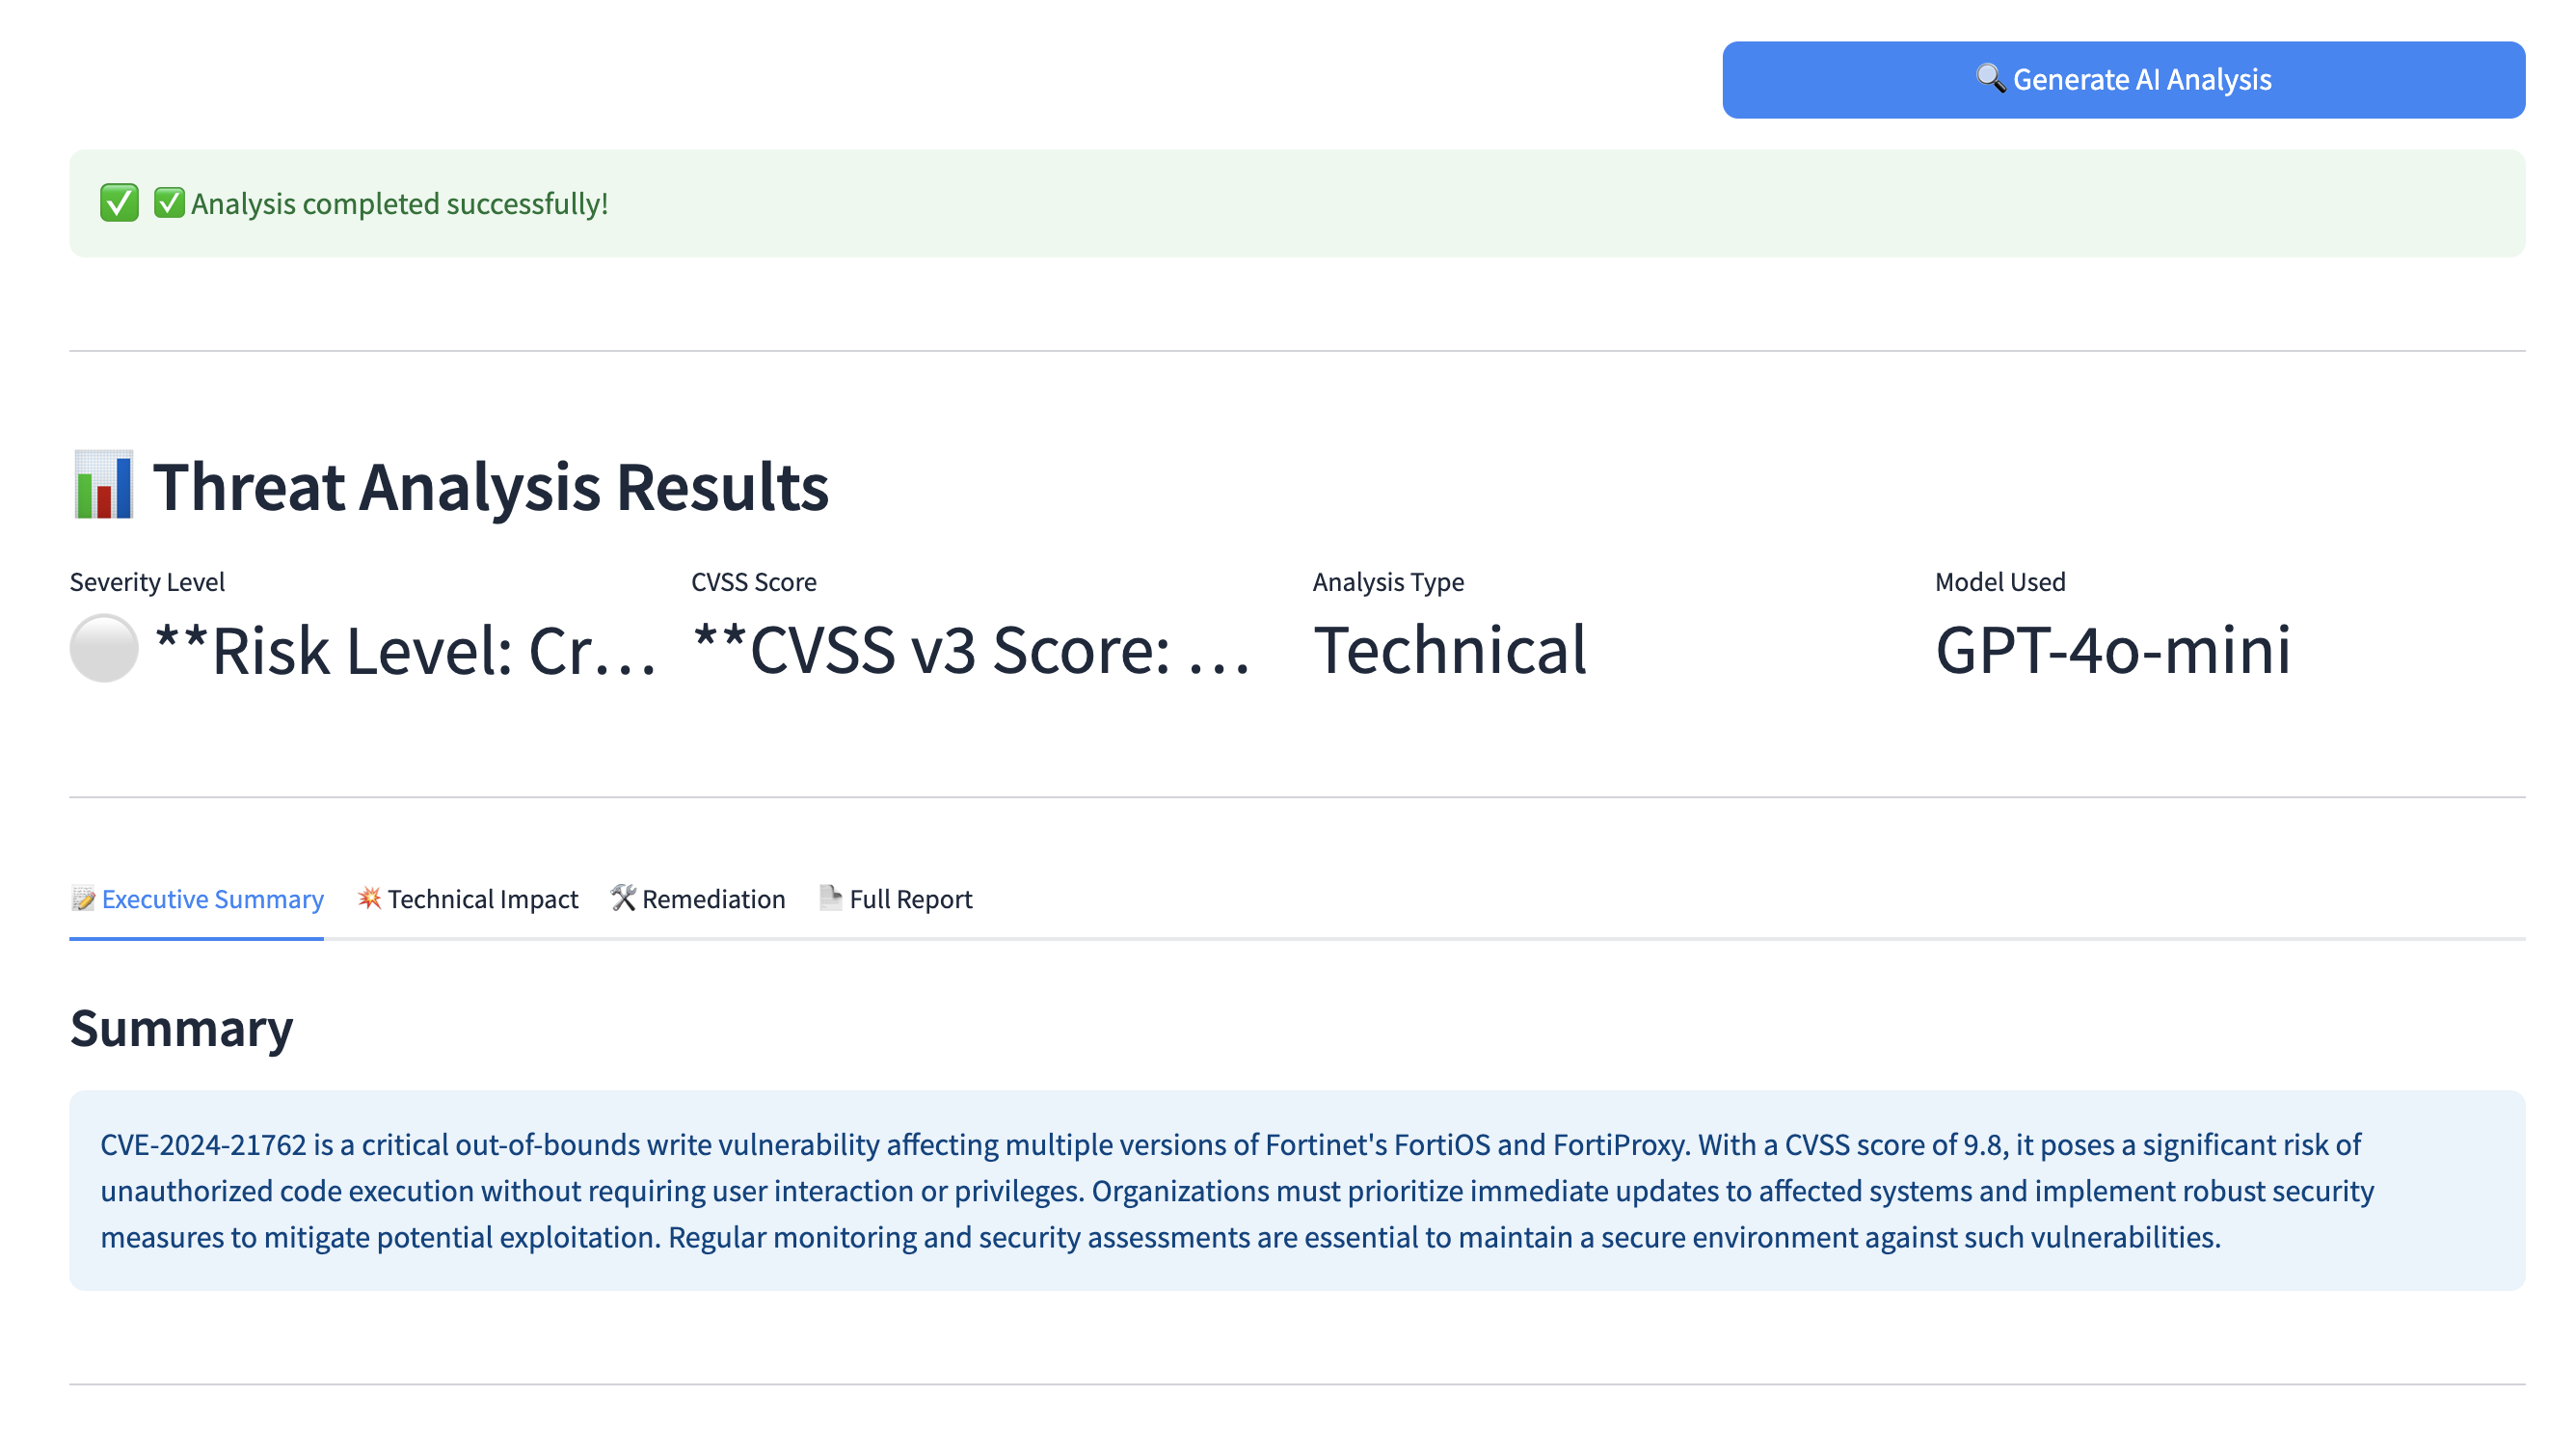 🔍 Generate AI Analysis
✅ ✅ Analysis completed successfully!
📊 Threat Analysis Results
Severity Level
CVSS Score
Analysis Type
Model Used
⚪ **Risk Level: Cr...
**CVSS v3 Score: ...
Technical
GPT-4o-mini
📝 Executive Summary
💥 Technical Impact
🛠 Remediation
📄 Full Report
Summary
CVE-2024-21762 is a critical out-of-bounds write vulnerability affecting multiple versions of Fortinet's FortiOS and FortiProxy. With a CVSS score of 9.8, it poses a significant risk of
unauthorized code execution without requiring user interaction or privileges. Organizations must prioritize immediate updates to affected systems and implement robust security
measures to mitigate potential exploitation. Regular monitoring and security assessments are essential to maintain a secure environment against such vulnerabilities.